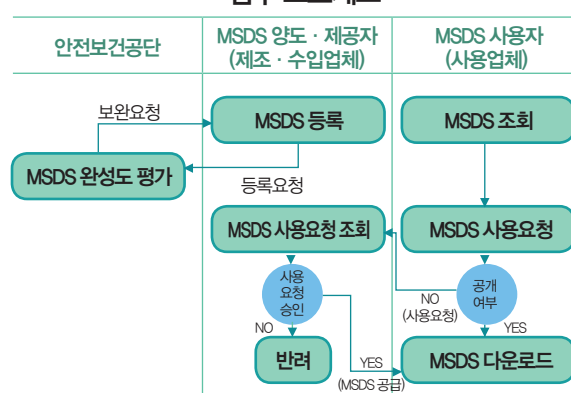 안전보건공단
MSDS 양도 · 제공자
(제조 · 수입업체)
MSDS 사용자
(사용업체)
보완요청
MSDS 등록
MSDS 조회
MSDS 완성도 평가
등록요청
MSDS 사용요청 조회
MSDS 사용요청
사용
요청
승인
공개
여부
NO
(사용요청)
NO
YES
반려
YES
(MSDS 공급)
MSDS 다운로드